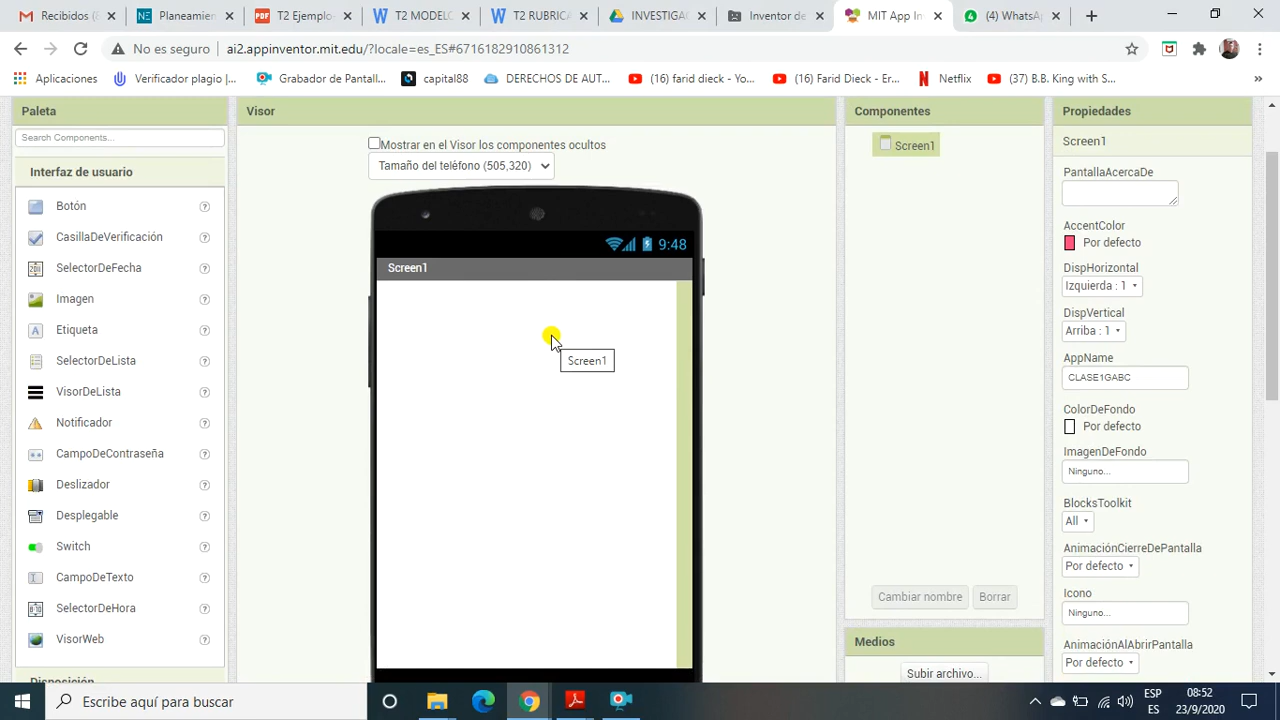 Recibidos (6
Planeamien
T2 Ejemplo-
T2 MODELO
T2 RUBRICA
INVESTIGA
Inventor de
MIT App In
(4) WhatsAp
No es seguro
ai2.appinventor.mit.edu/?locale=es_ES#6716182910861312
Aplicaciones
Verificador plagio |...
Grabador de Pantall...
capital88
DERECHOS DE AUT...
(16) farid dieck - Yo...
(16) Farid Dieck - Er...
Netflix
(37) B.B. King with S...
»
Paleta
Visor
Componentes
Propiedades
Search Components...
Mostrar en el Visor los componentes ocultos
Tamaño del teléfono (505,320)
Screen1
Screen1
Interfaz de usuario
Botón
CasillaDeVerificación
SelectorDeFecha
Imagen
Etiqueta
SelectorDeLista
VisorDeLista
Notificador
CampoDeContraseña
Deslizador
Desplegable
Switch
CampoDeTexto
SelectorDeHora
VisorWeb
Disposición
9:48
Screen1
Screen1
Cambiar nombre
Borrar
Medios
Subir archivo...
PantallaAcercaDe
AccentColor
Por defecto
DispHorizontal
Izquierda : 1
DispVertical
Arriba : 1
AppName
CLASE1GABC
ColorDeFondo
Por defecto
ImagenDeFondo
Ninguno...
BlocksToolkit
All
AnimaciónCierreDePantalla
Por defecto
Icono
Ninguno...
AnimaciónAlAbrirPantalla
Por defecto
Escribe aquí para buscar
ESP
ES
08:52
23/9/2020